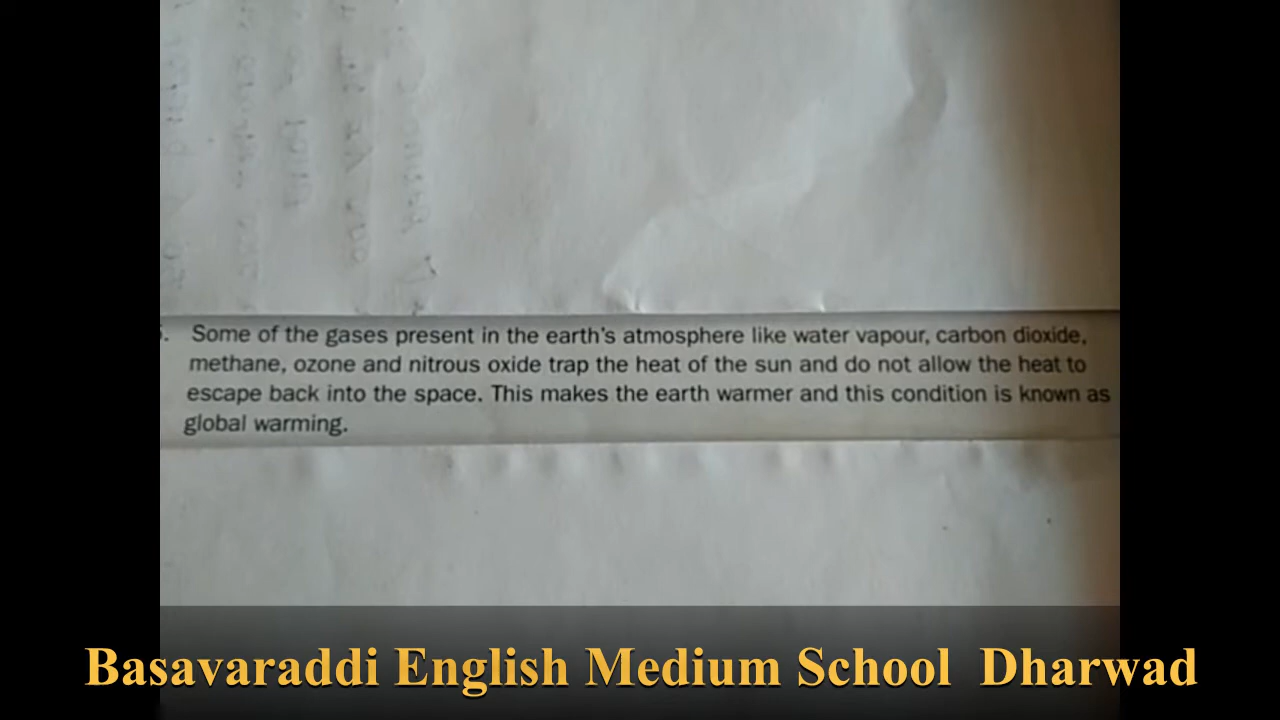 Some of the gases present in the earth's atmosphere like water vapour, carbon dioxide,
methane, ozone and nitrous oxide trap the heat of the sun and do not allow the heat to
escape back into the space. This makes the earth warmer and this condition is known as
global warming.
Basavaraddi English Medium School Dharwad